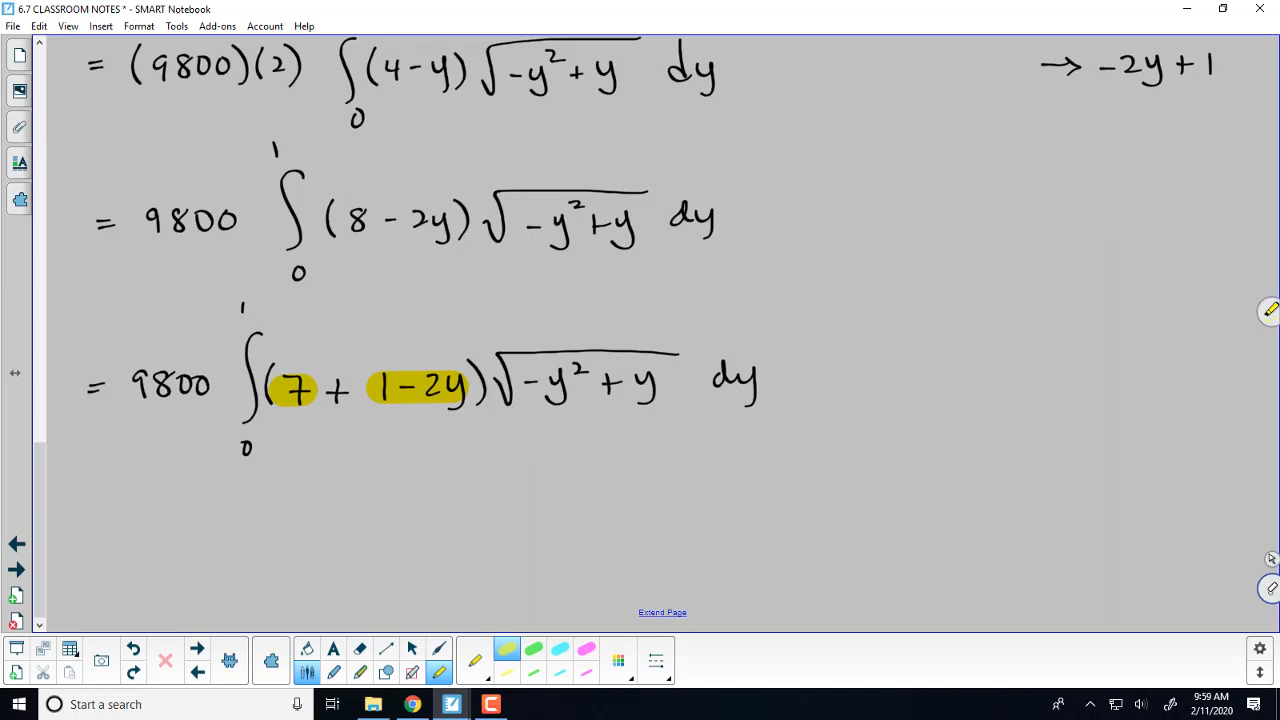 6.7 CLASSROOM NOTES * - SMART Notebook
File Edit View Insert Format Tools Add-ons Account Help
= (9800)(2) ∫₀ (4-y) √(-y² + y) dy → -2y + 1
= 9800 ∫₀¹ (8 - 2y) √(-y² + y) dy
= 9800 ∫₀¹ (7 + 1 - 2y) √(-y² + y) dy
Extend Page
Start a search
9:59 AM
2/11/2020